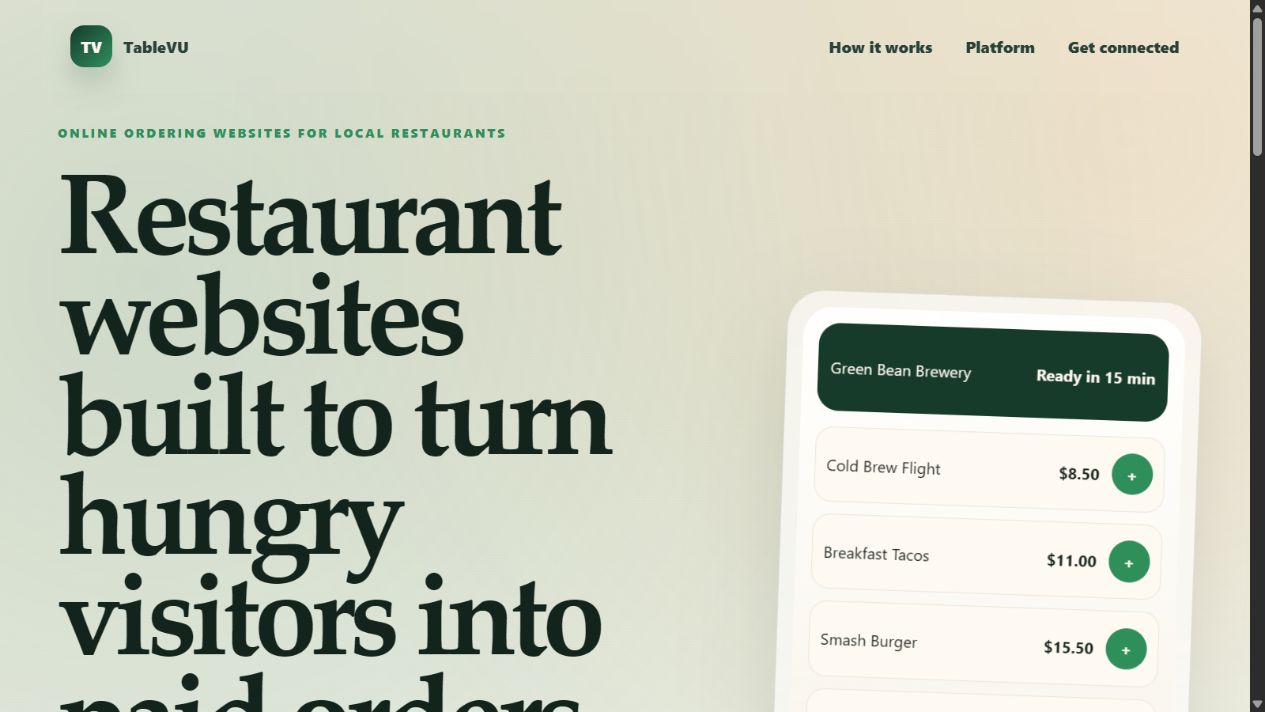 TV TableVU
How it works Platform Get connected
ONLINE ORDERING WEBSITES FOR LOCAL RESTAURANTS
Restaurant
websites
built to turn
hungry
visitors into
paid orders
Green Bean Brewery Ready in 15 min
Cold Brew Flight $8.50 +
Breakfast Tacos $11.00 +
Smash Burger $15.50 +